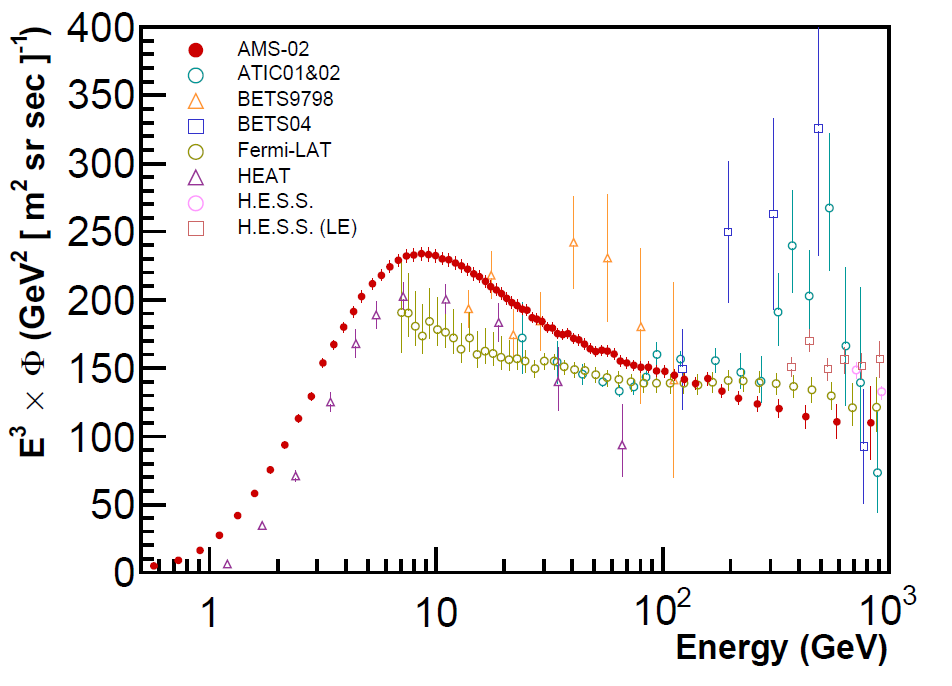 E³ × Φ (GeV² [ m² sr sec ]⁻¹)
400
350
300
250
200
150
100
50
0
AMS-02
ATIC01&02
BETS9798
BETS04
Fermi-LAT
HEAT
H.E.S.S.
H.E.S.S. (LE)
1 10 10² 10³
Energy (GeV)